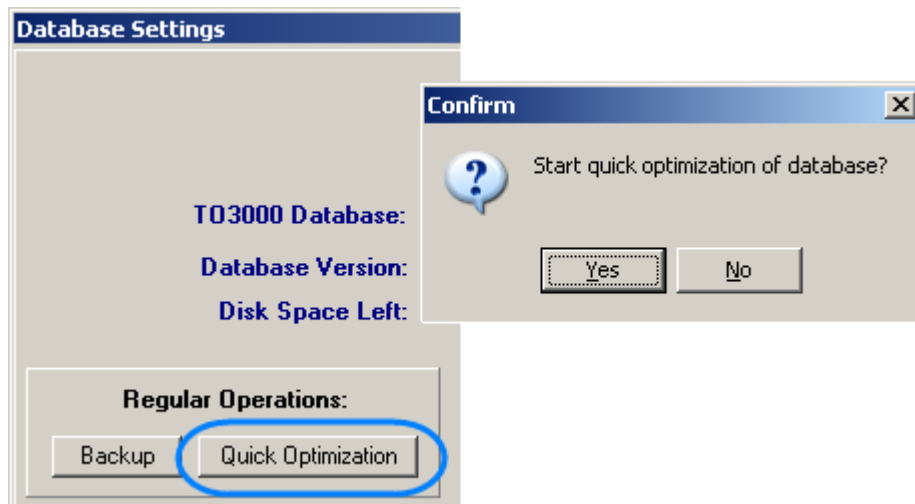 Database Settings
Confirm
Start quick optimization of database?
Yes No
TO3000 Database:
Database Version:
Disk Space Left:
Regular Operations:
Backup Quick Optimization